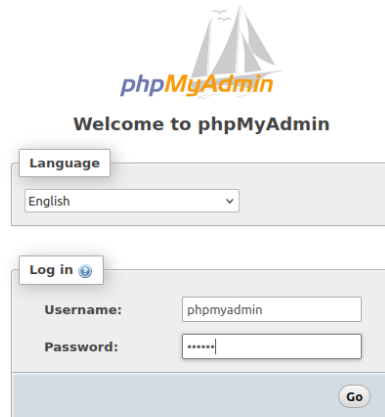 phpMyAdmin
Welcome to phpMyAdmin
Language
English
Log in
Username:
phpmyadmin
Password:
••••••
Go